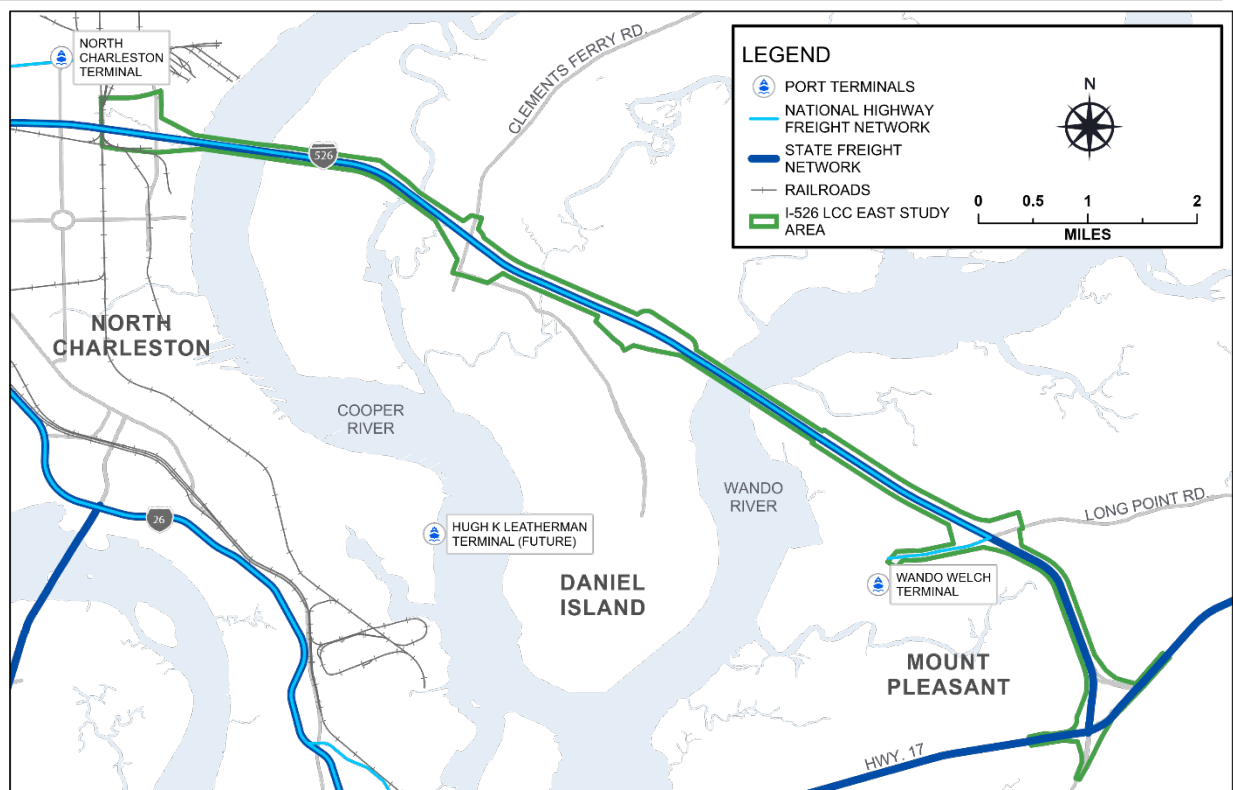 NORTH
CHARLESTON
TERMINAL
CLEMENTS FERRY RD.
LEGEND
PORT TERMINALS
NATIONAL HIGHWAY
FREIGHT NETWORK
STATE FREIGHT
NETWORK
RAILROADS
I-526 LCC EAST STUDY
AREA
N
0 0.5 1 2
MILES
526
NORTH
CHARLESTON
COOPER
RIVER
WANDO
RIVER
LONG POINT RD.
26
HUGH K LEATHERMAN
TERMINAL (FUTURE)
DANIEL
ISLAND
WANDO WELCH
TERMINAL
MOUNT
PLEASANT
HWY. 17